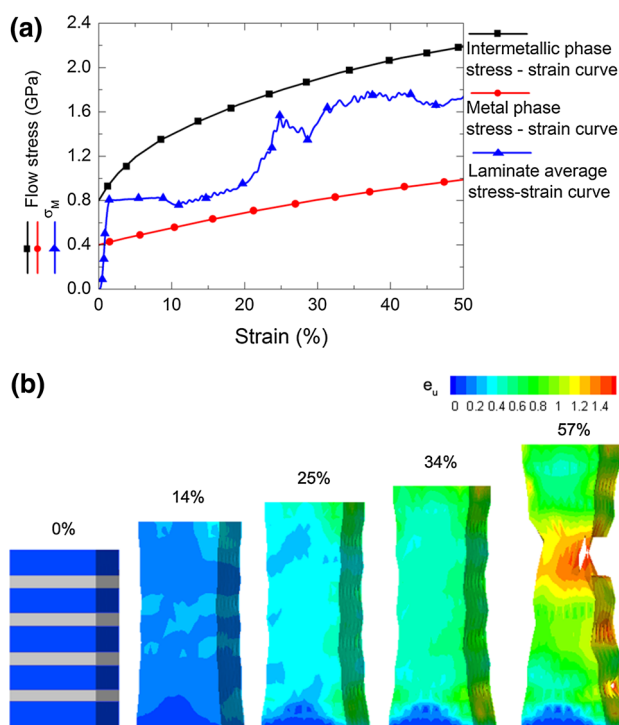 (a)
2.4
2.0
1.6
1.2
0.8
0.4
0.0
Flow stress (GPa)
σM
0 10 20 30 40 50
Strain (%)
Intermetallic phase
stress - strain curve
Metal phase
stress - strain curve
Laminate average
stress-strain curve
(b)
eu
0 0.2 0.4 0.6 0.8 1 1.2 1.4
0%
14%
25%
34%
57%